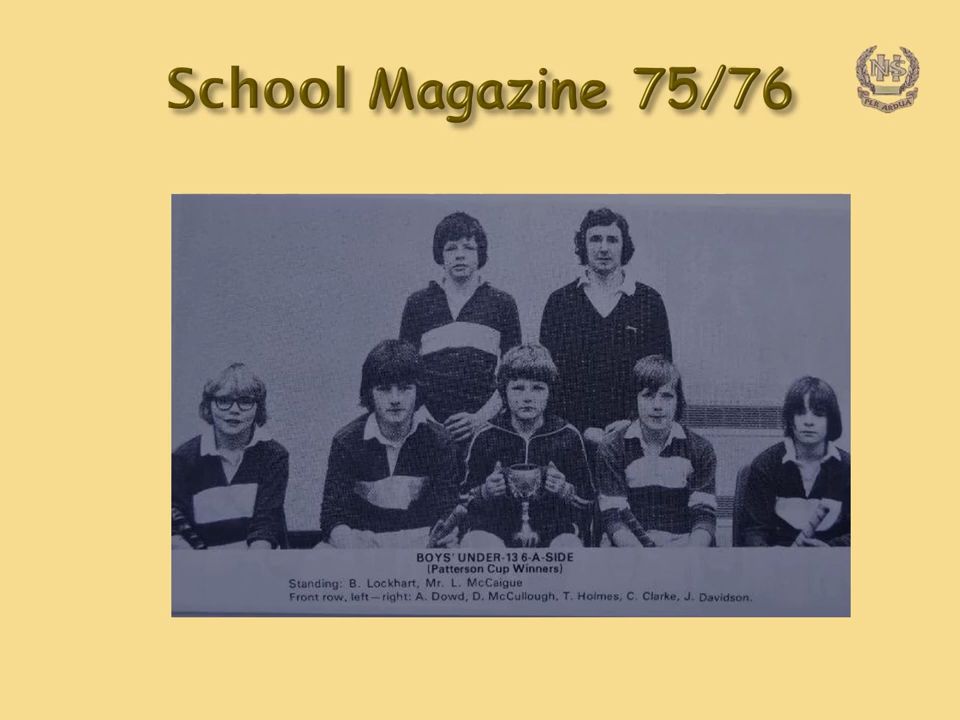 School Magazine 75/76
NIS
PER ARDUA
BOYS' UNDER-13 6-A-SIDE
(Patterson Cup Winners)
Standing: B. Lockhart, Mr. L. McCaigue
Front row, left—right: A. Dowd, D. McCullough, T. Holmes, C. Clarke, J. Davidson.